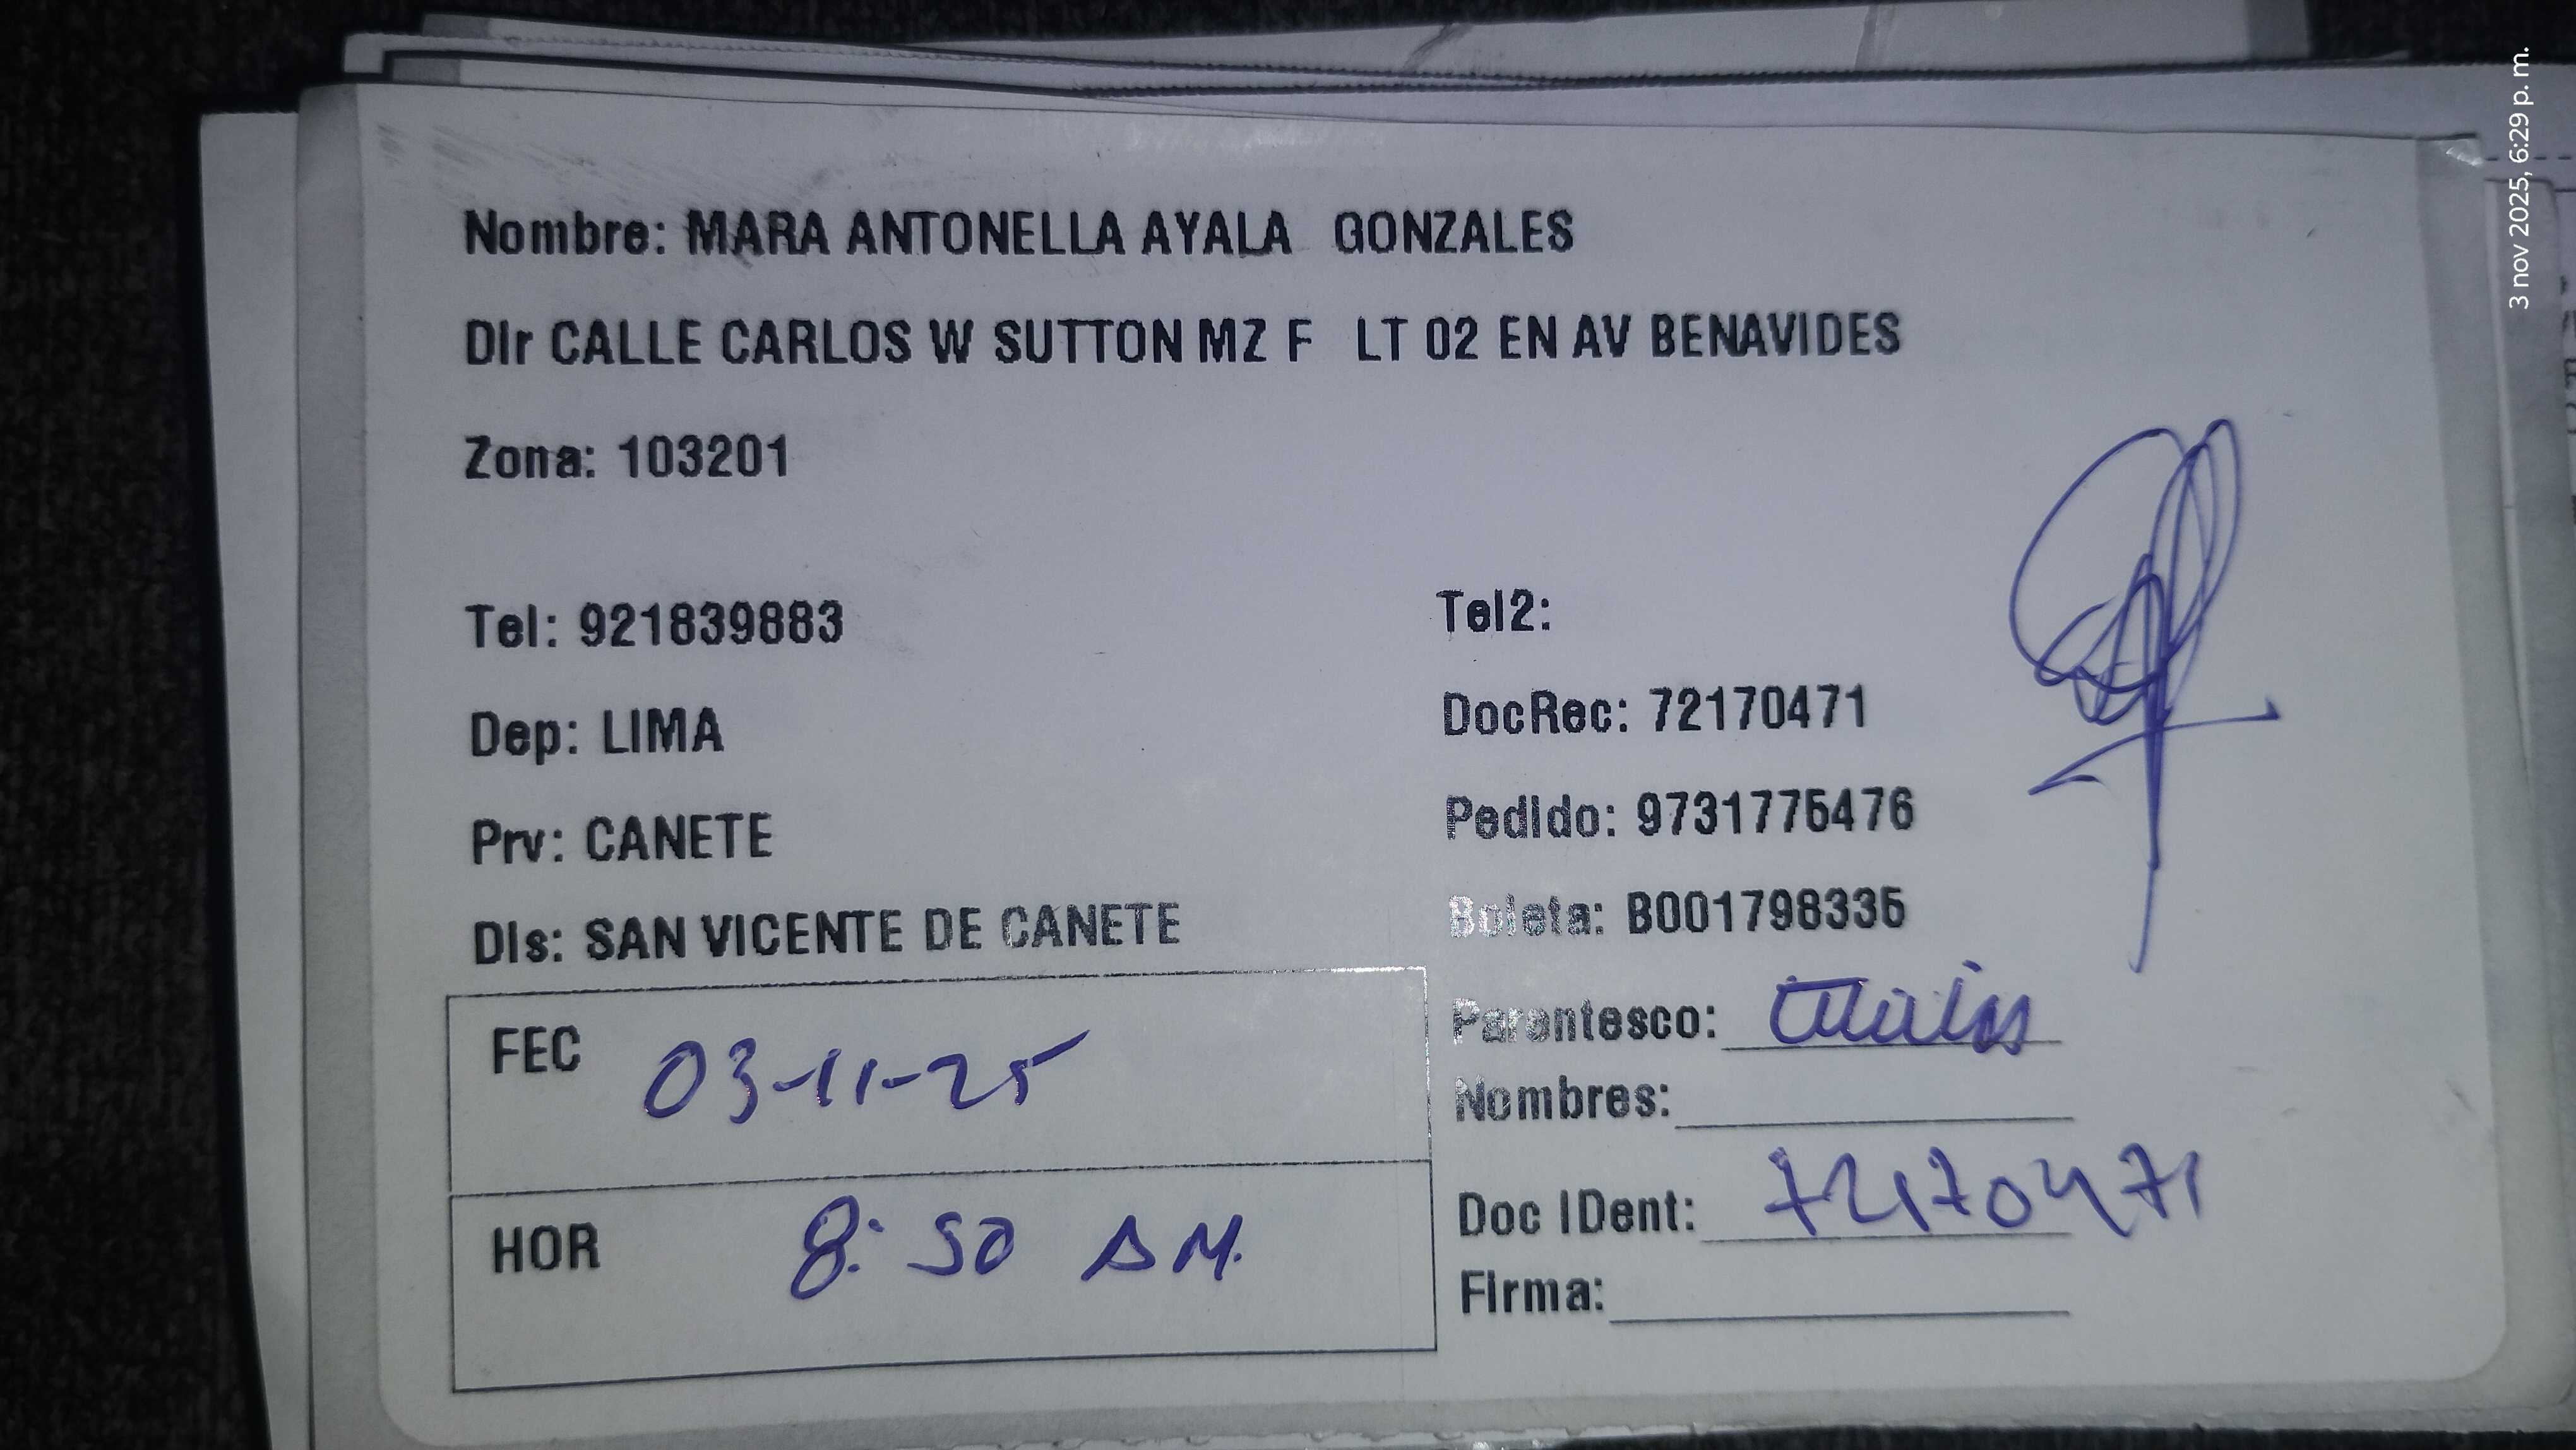 Nombre: MARA ANTONELLA AYALA GONZALES
Dir CALLE CARLOS W SUTTON MZ F LT 02 EN AV BENAVIDES
Zona: 103201
Tel: 921839883
Dep: LIMA
Prv: CANETE
Dis: SAN VICENTE DE CANETE
FEC 03-11-25
HOR 8:50 AM.
Tel2:
DocRec: 72170471
Pedido: 9731775476
Boleta: B001798335
Parentesco:
Nombres:
Doc IDent: 72170471
Firma:
3 nov 2025, 6:29 p. m.